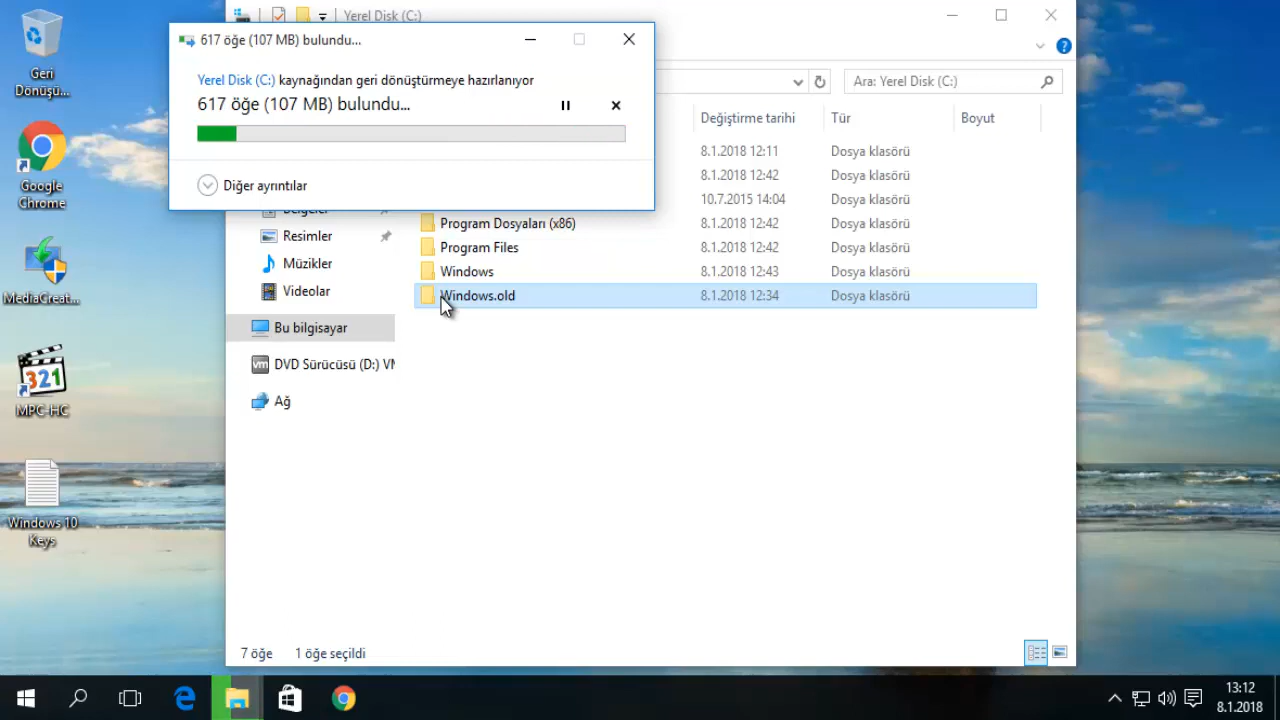 Yerel Disk (C:)
617 öğe (107 MB) bulundu...
Yerel Disk (C:) kaynağından geri dönüştürmeye hazırlanıyor
617 öğe (107 MB) bulundu...
Diğer ayrıntılar
Ara: Yerel Disk (C:)
Değiştirme tarihi Tür Boyut
8.1.2018 12:11 Dosya klasörü
8.1.2018 12:42 Dosya klasörü
10.7.2015 14:04 Dosya klasörü
Program Dosyaları (x86) 8.1.2018 12:42 Dosya klasörü
Program Files 8.1.2018 12:42 Dosya klasörü
Windows 8.1.2018 12:43 Dosya klasörü
Windows.old 8.1.2018 12:34 Dosya klasörü
Belgeler
Resimler
Müzikler
Videolar
Bu bilgisayar
vm DVD Sürücüsü (D:)
Ağ
7 öğe 1 öğe seçildi
Geri
Dönüşü...
Google
Chrome
MediaCreat...
321
MPC-HC
Windows 10
Keys
13:12
8.1.2018